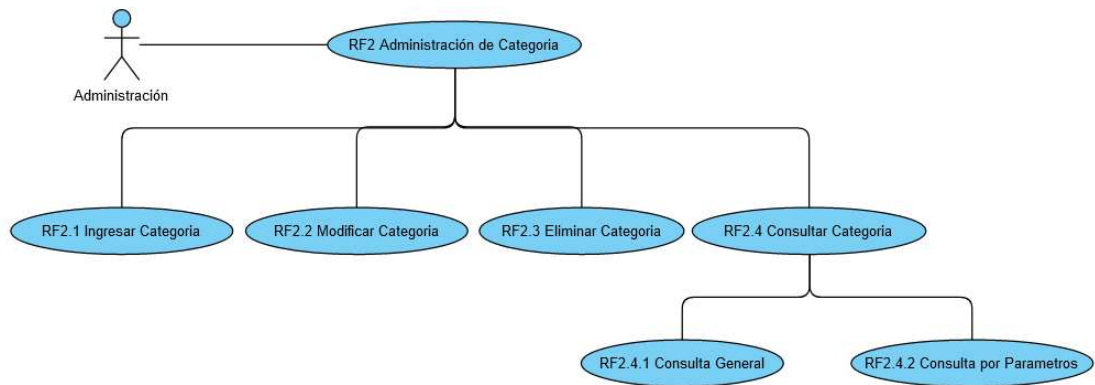 RF2 Administración de Categoria
Administración
RF2.1 Ingresar Categoria
RF2.2 Modificar Categoria
RF2.3 Eliminar Categoria
RF2.4 Consultar Categoria
RF2.4.1 Consulta General
RF2.4.2 Consulta por Parametros